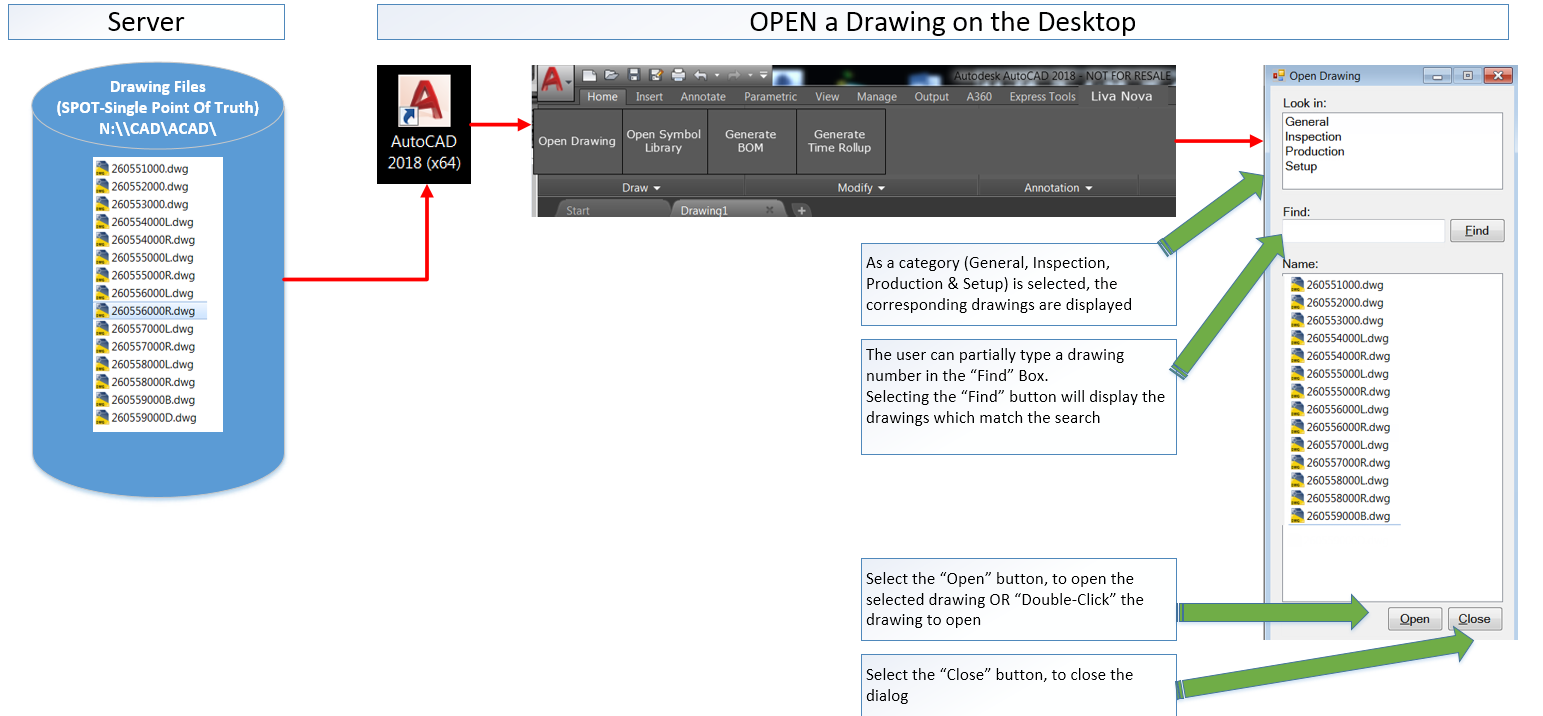 Server
OPEN a Drawing on the Desktop
Drawing Files
(SPOT-Single Point Of Truth)
N:\\CAD\ACAD\
260551000.dwg
260552000.dwg
260553000.dwg
260554000L.dwg
260554000R.dwg
260555000L.dwg
260555000R.dwg
260556000L.dwg
260556000R.dwg
260557000L.dwg
260557000R.dwg
260558000L.dwg
260558000R.dwg
260559000B.dwg
260559000D.dwg
AutoCAD
2018 (x64)
Autodesk AutoCAD 2018 - NOT FOR RESALE
Home Insert Annotate Parametric View Manage Output A360 Express Tools Liva Nova
Open Drawing
Open Symbol
Library
Generate
BOM
Generate
Time Rollup
Draw Modify Annotation
Start Drawing1
As a category (General, Inspection,
Production & Setup) is selected, the
corresponding drawings are displayed
The user can partially type a drawing
number in the “Find” Box.
Selecting the “Find” button will display the
drawings which match the search
Select the “Open” button, to open the
selected drawing OR “Double-Click” the
drawing to open
Select the “Close” button, to close the
dialog
Open Drawing
Look in:
General
Inspection
Production
Setup
Find:
Find
Name:
260551000.dwg
260552000.dwg
260553000.dwg
260554000L.dwg
260554000R.dwg
260555000L.dwg
260555000R.dwg
260556000L.dwg
260556000R.dwg
260557000L.dwg
260557000R.dwg
260558000L.dwg
260558000R.dwg
260559000B.dwg
Open Close